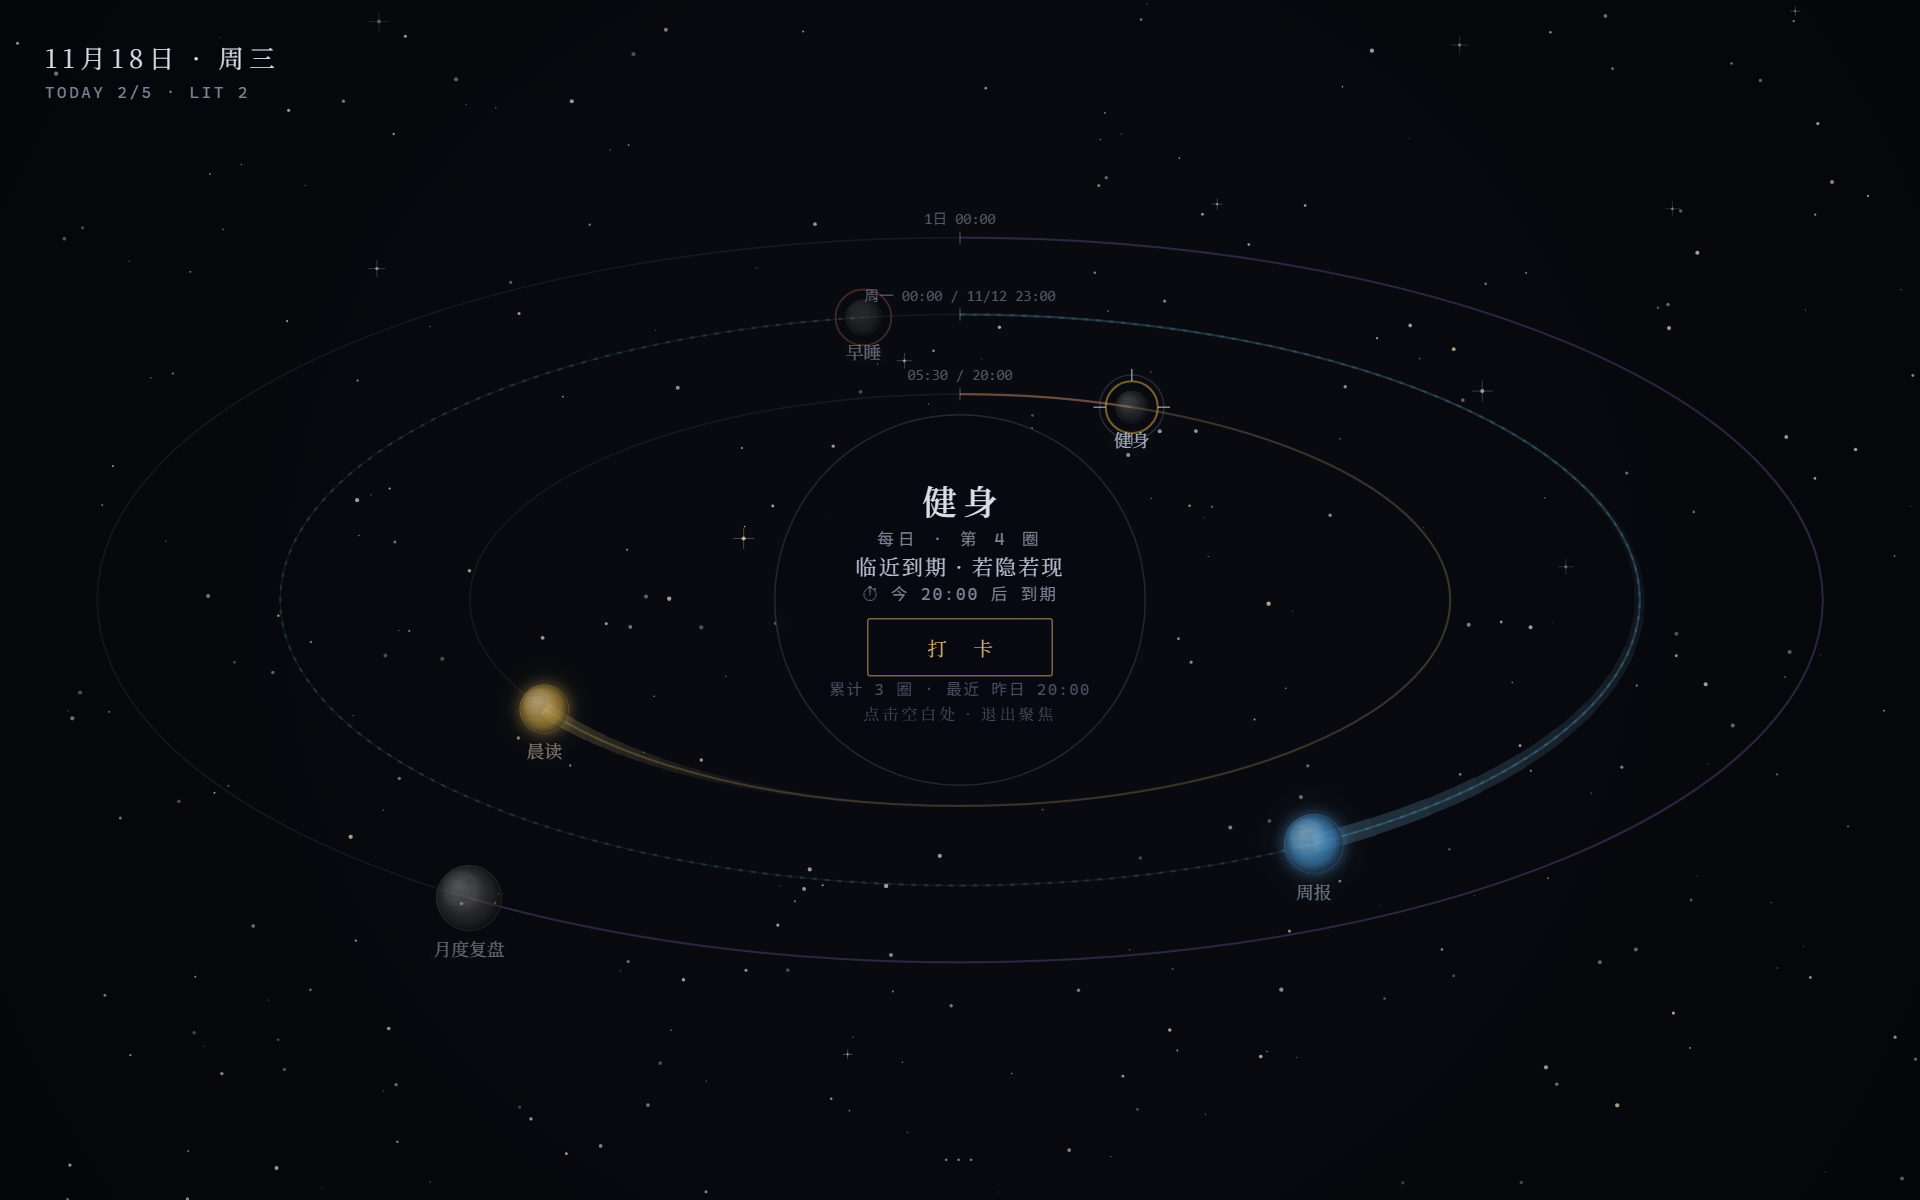 11月18日 · 周三
TODAY 2/5 · LIT 2
1日 00:00
周一 00:00 / 11/12 23:00
早睡
05:30 / 20:00
健身
健身
每日 · 第 4 圈
临近到期 · 若隐若现
⏱ 今 20:00 后 到期
打 卡
累计 3 圈 · 最近 昨日 20:00
点击空白处 · 退出聚焦
晨读
周报
月度复盘
···